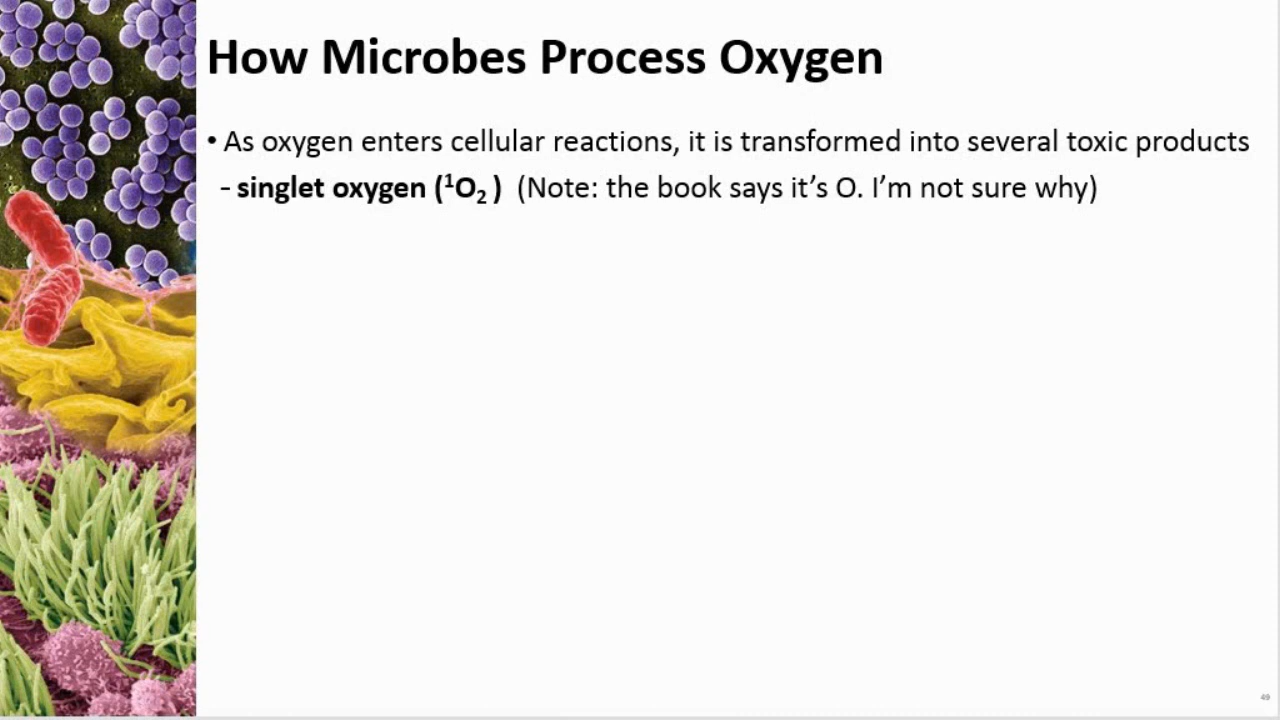 How Microbes Process Oxygen
• As oxygen enters cellular reactions, it is transformed into several toxic products
- singlet oxygen (¹O₂ ) (Note: the book says it’s O. I’m not sure why)
49